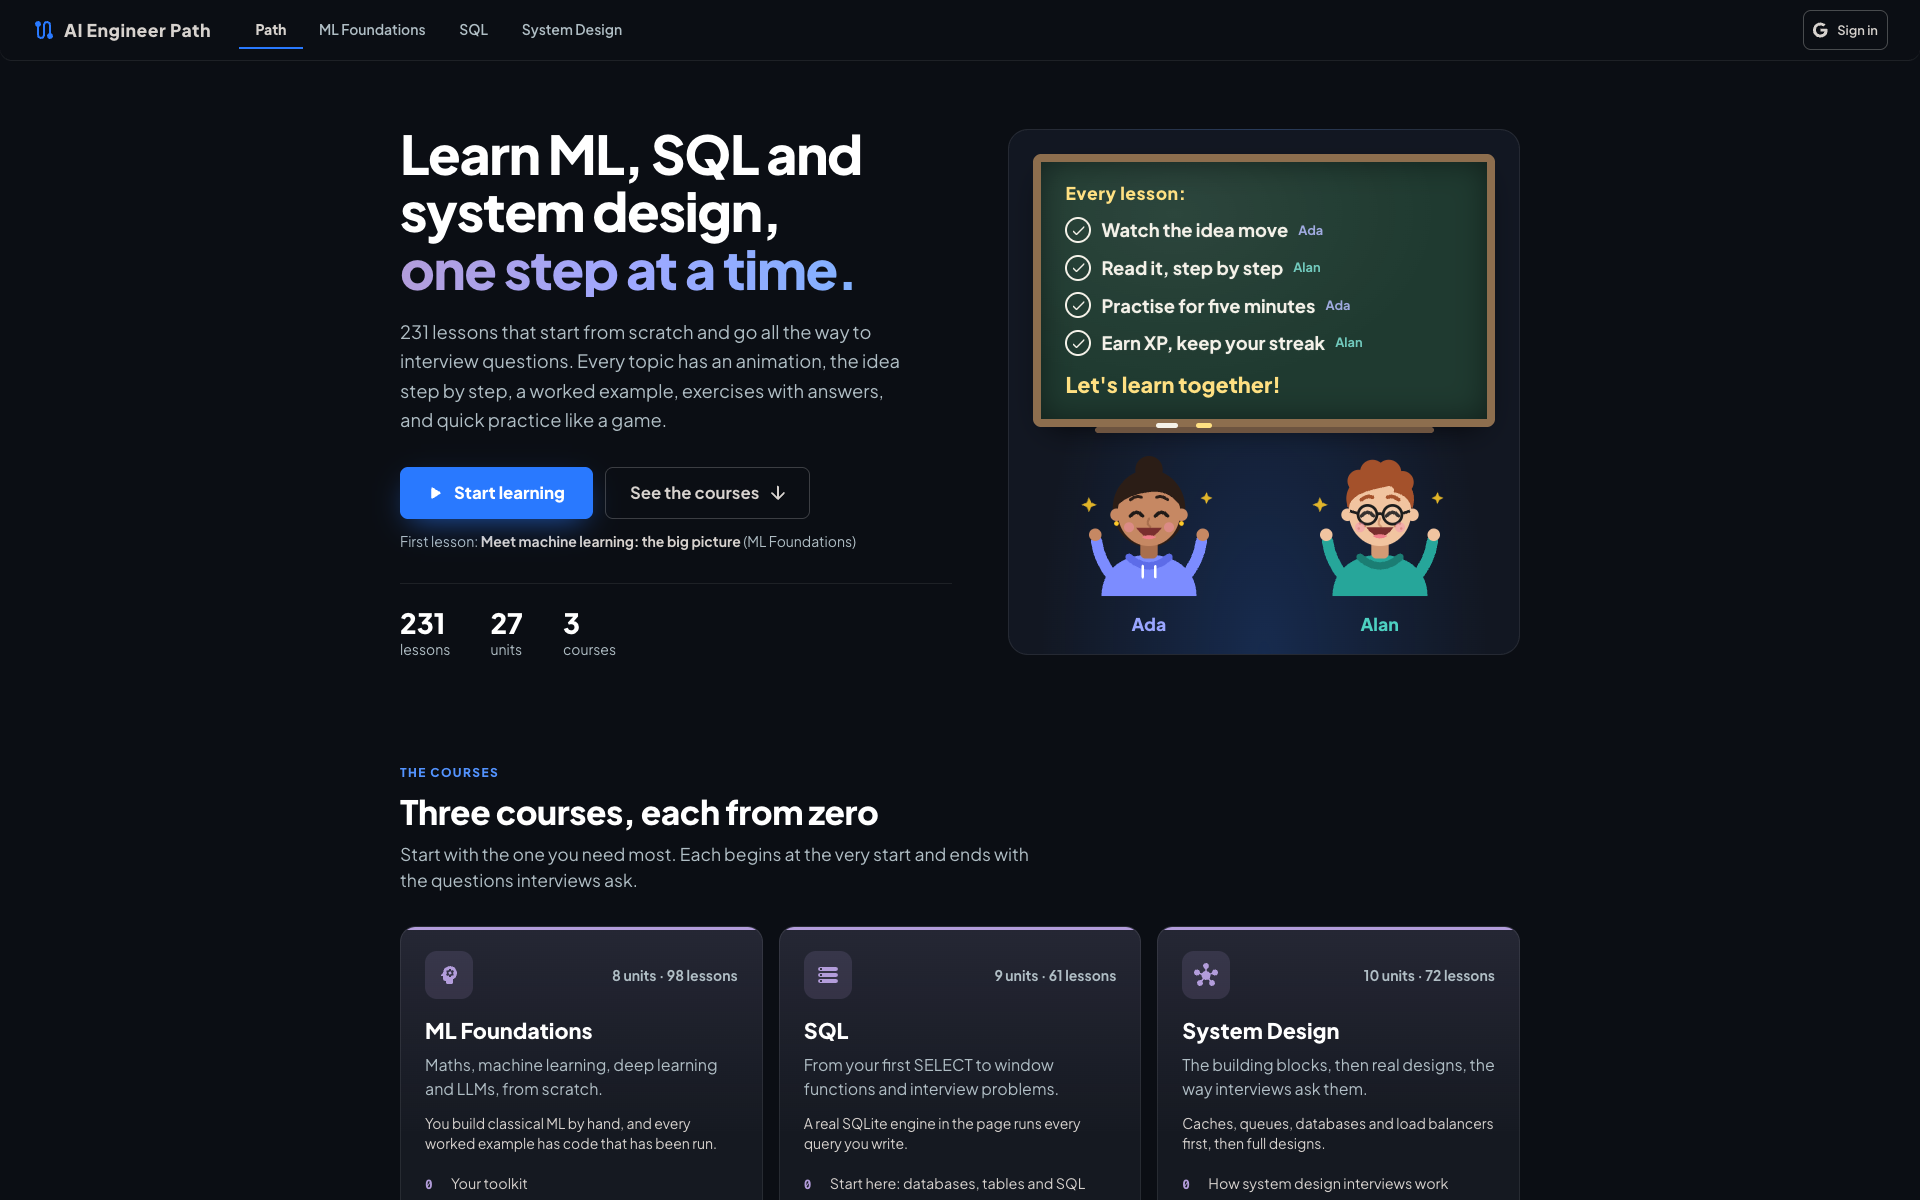 AI Engineer Path
Path
ML Foundations
SQL
System Design
Sign in
Learn ML, SQL and
system design,
one step at a time.
231 lessons that start from scratch and go all the way to
interview questions. Every topic has an animation, the idea
step by step, a worked example, exercises with answers,
and quick practice like a game.
Start learning
See the courses
First lesson: Meet machine learning: the big picture (ML Foundations)
231
lessons
27
units
3
courses
Every lesson:
Watch the idea move Ada
Read it, step by step Alan
Practise for five minutes Ada
Earn XP, keep your streak Alan
Let's learn together!
Ada
Alan
THE COURSES
Three courses, each from zero
Start with the one you need most. Each begins at the very start and ends with
the questions interviews ask.
8 units · 98 lessons
ML Foundations
Maths, machine learning, deep learning
and LLMs, from scratch.
You build classical ML by hand, and every
worked example has code that has been run.
0 Your toolkit
9 units · 61 lessons
SQL
From your first SELECT to window
functions and interview problems.
A real SQLite engine in the page runs every
query you write.
0 Start here: databases, tables and SQL
10 units · 72 lessons
System Design
The building blocks, then real designs, the
way interviews ask them.
Caches, queues, databases and load balancers
first, then full designs.
0 How system design interviews work